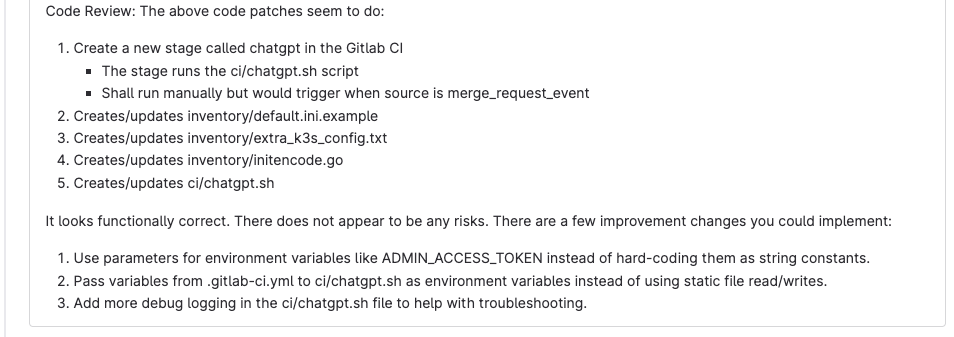 Code Review: The above code patches seem to do:
1. Create a new stage called chatgpt in the Gitlab CI
▪ The stage runs the ci/chatgpt.sh script
▪ Shall run manually but would trigger when source is merge_request_event
2. Creates/updates inventory/default.ini.example
3. Creates/updates inventory/extra_k3s_config.txt
4. Creates/updates inventory/initencode.go
5. Creates/updates ci/chatgpt.sh
It looks functionally correct. There does not appear to be any risks. There are a few improvement changes you could implement:
1. Use parameters for environment variables like ADMIN_ACCESS_TOKEN instead of hard-coding them as string constants.
2. Pass variables from .gitlab-ci.yml to ci/chatgpt.sh as environment variables instead of using static file read/writes.
3. Add more debug logging in the ci/chatgpt.sh file to help with troubleshooting.